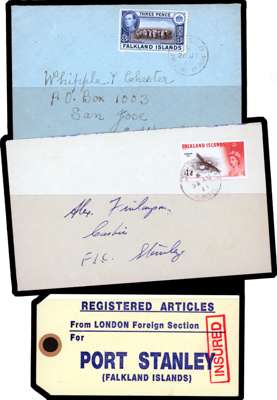 THREE PENCE
FALKLAND ISLANDS
Whipple Y Chester
P.O. Box 1003
San Jose
FALKLAND ISLANDS
Alex. Finlayson,
F.I.C. Stanley
REGISTERED ARTICLES
From LONDON Foreign Section
For
PORT STANLEY
(FALKLAND ISLANDS)
INSURED